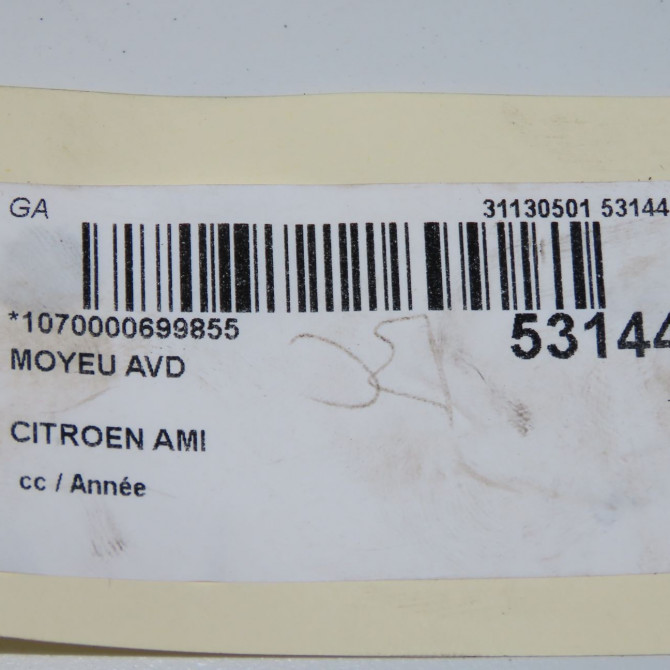 GA 31130501 53144
*1070000699855 53144
MOYEU AVD
CITROEN AMI
cc / Année